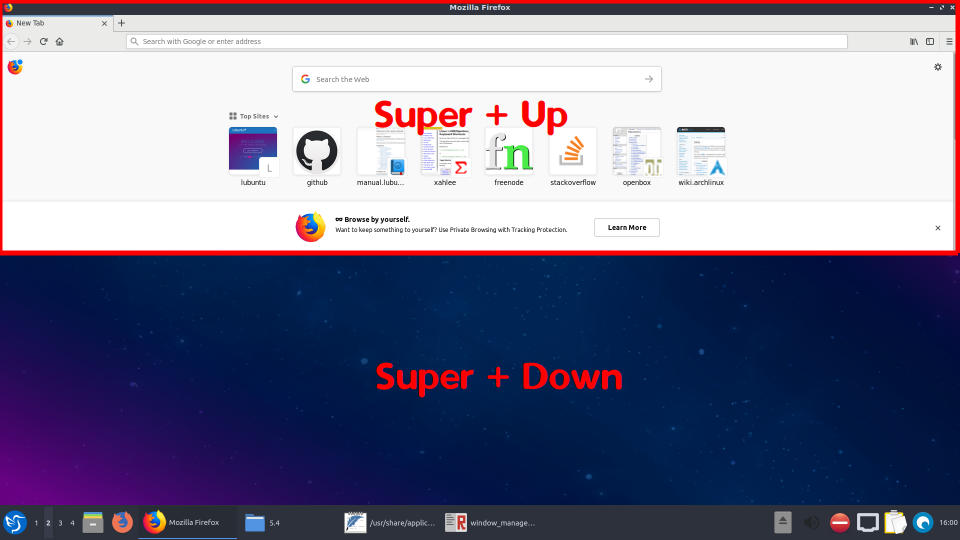 Mozilla Firefox
New Tab
Search with Google or enter address
Search the Web
Super + Up
Top Sites
L
fn
lubuntu
github
manual.lubu...
xahlee
freenode
stackoverflow
openbox
wiki.archlinux
Browse by yourself.
Want to keep something to yourself? Use Private Browsing with Tracking Protection.
Learn More
Super + Down
1 2 3 4
Mozilla Firefox
5.4
/usr/share/applic...
window_manage...
16:00